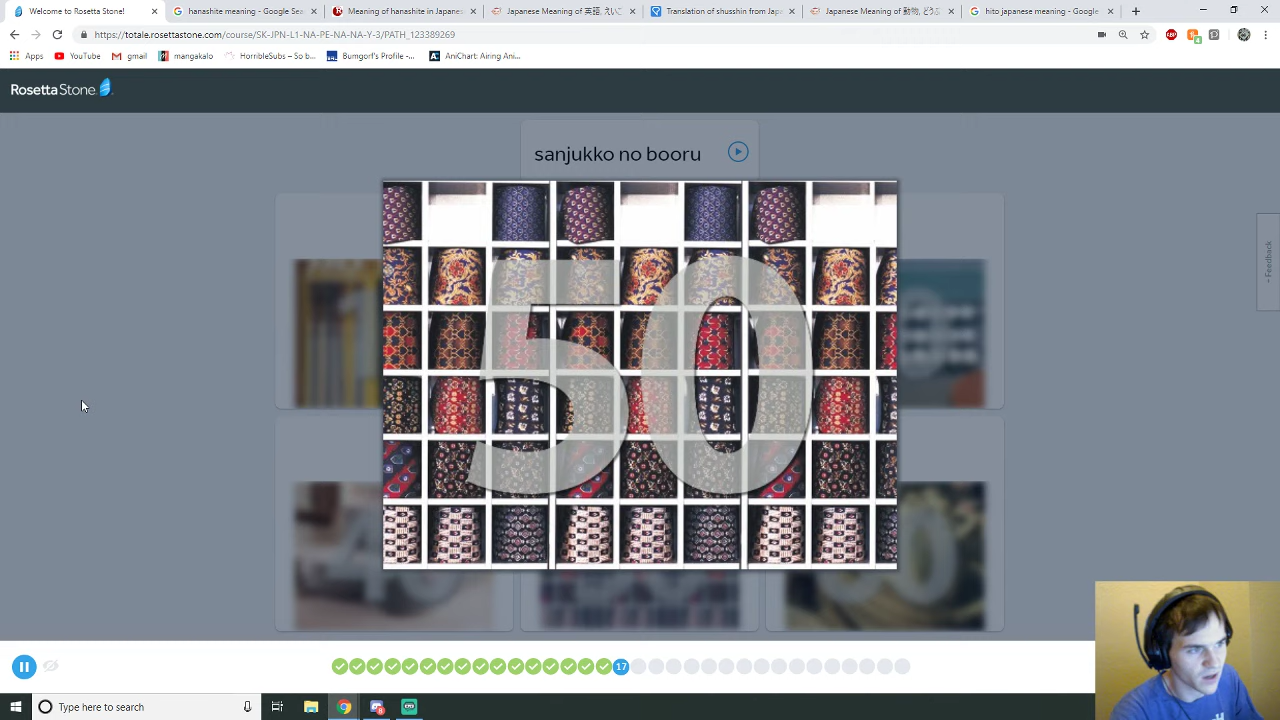 Welcome to Rosetta Stone!
hanashite meaning - Google Sea
Meaning of hanashite in Japanes
Japanese Meaning of 英語, えいご
Translation of shusshin from Jap
Japanese Meaning of 動物, どうぶ
hito japanese meaning - Google
https://totale.rosettastone.com/course/SK-JPN-L1-NA-PE-NA-NA-Y-3/PATH_123389269
Apps
YouTube
gmail
mangakalo
HorribleSubs – So b...
Bumgorf's Profile -...
AniChart: Airing Ani...
RosettaStone
sanjukko no booru
50
Feedback
17
Type here to search